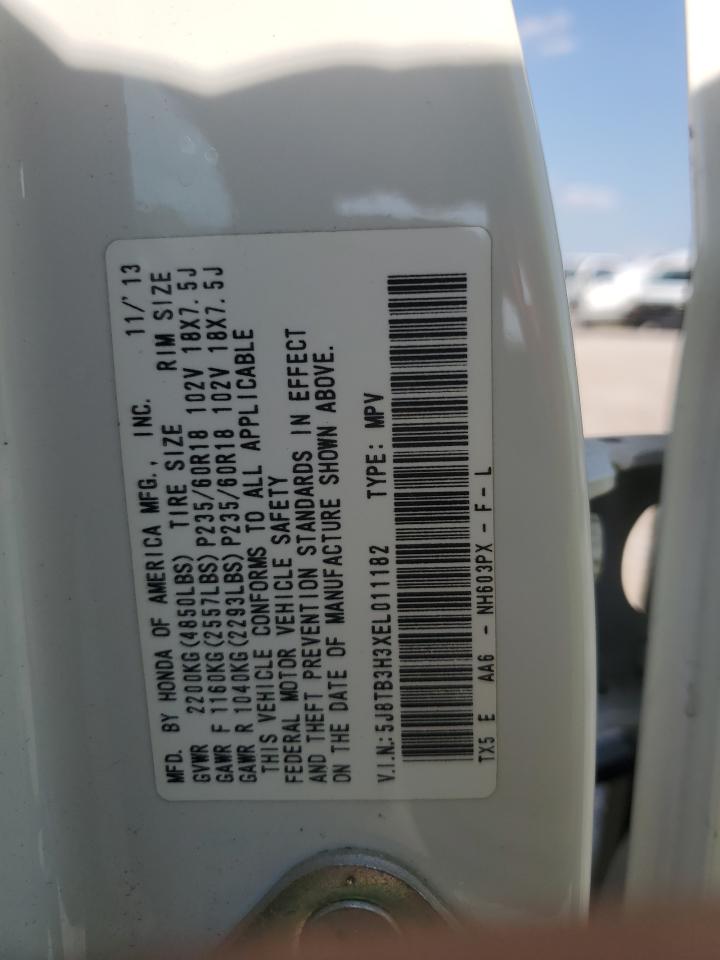 MFD. BY HONDA OF AMERICA MFG., INC. 11/'13
GVWR 2200KG(4850LBS) TIRE SIZE RIM SIZE
GAWR F 1160KG(2557LBS)P235/60R18 102V 18X7.5J
GAWR R 1040KG(2293LBS)P235/60R18 102V 18X7.5J
THIS VEHICLE CONFORMS TO ALL APPLICABLE
FEDERAL MOTOR VEHICLE SAFETY
AND THEFT PREVENTION STANDARDS IN EFFECT
ON THE DATE OF MANUFACTURE SHOWN ABOVE.
V.I.N.:5J8TB3H3XEL011182 TYPE: MPV
TX5 E AA6 - NH603PX - F - L